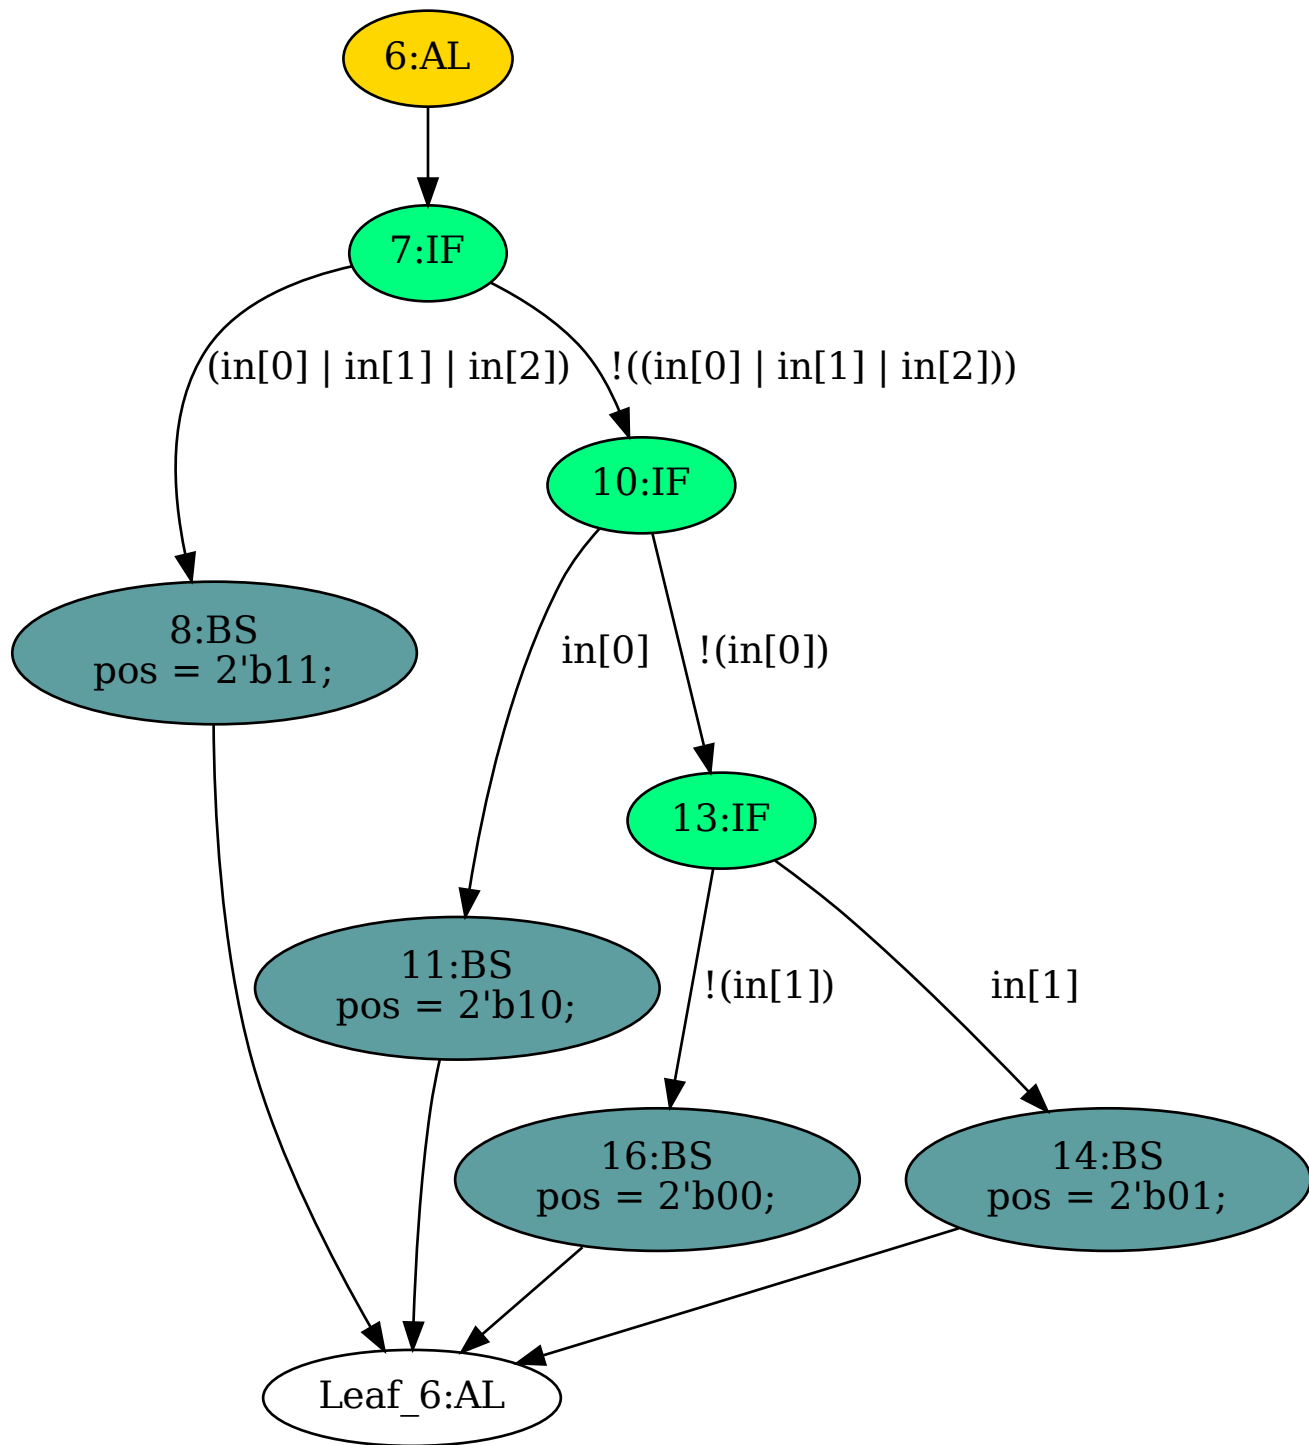 6:AL
7:IF
(in[0] | in[1] | in[2])
!((in[0] | in[1] | in[2]))
10:IF
8:BS
pos = 2'b11;
in[0]
!(in[0])
13:IF
11:BS
pos = 2'b10;
!(in[1])
in[1]
16:BS
pos = 2'b00;
14:BS
pos = 2'b01;
Leaf_6:AL